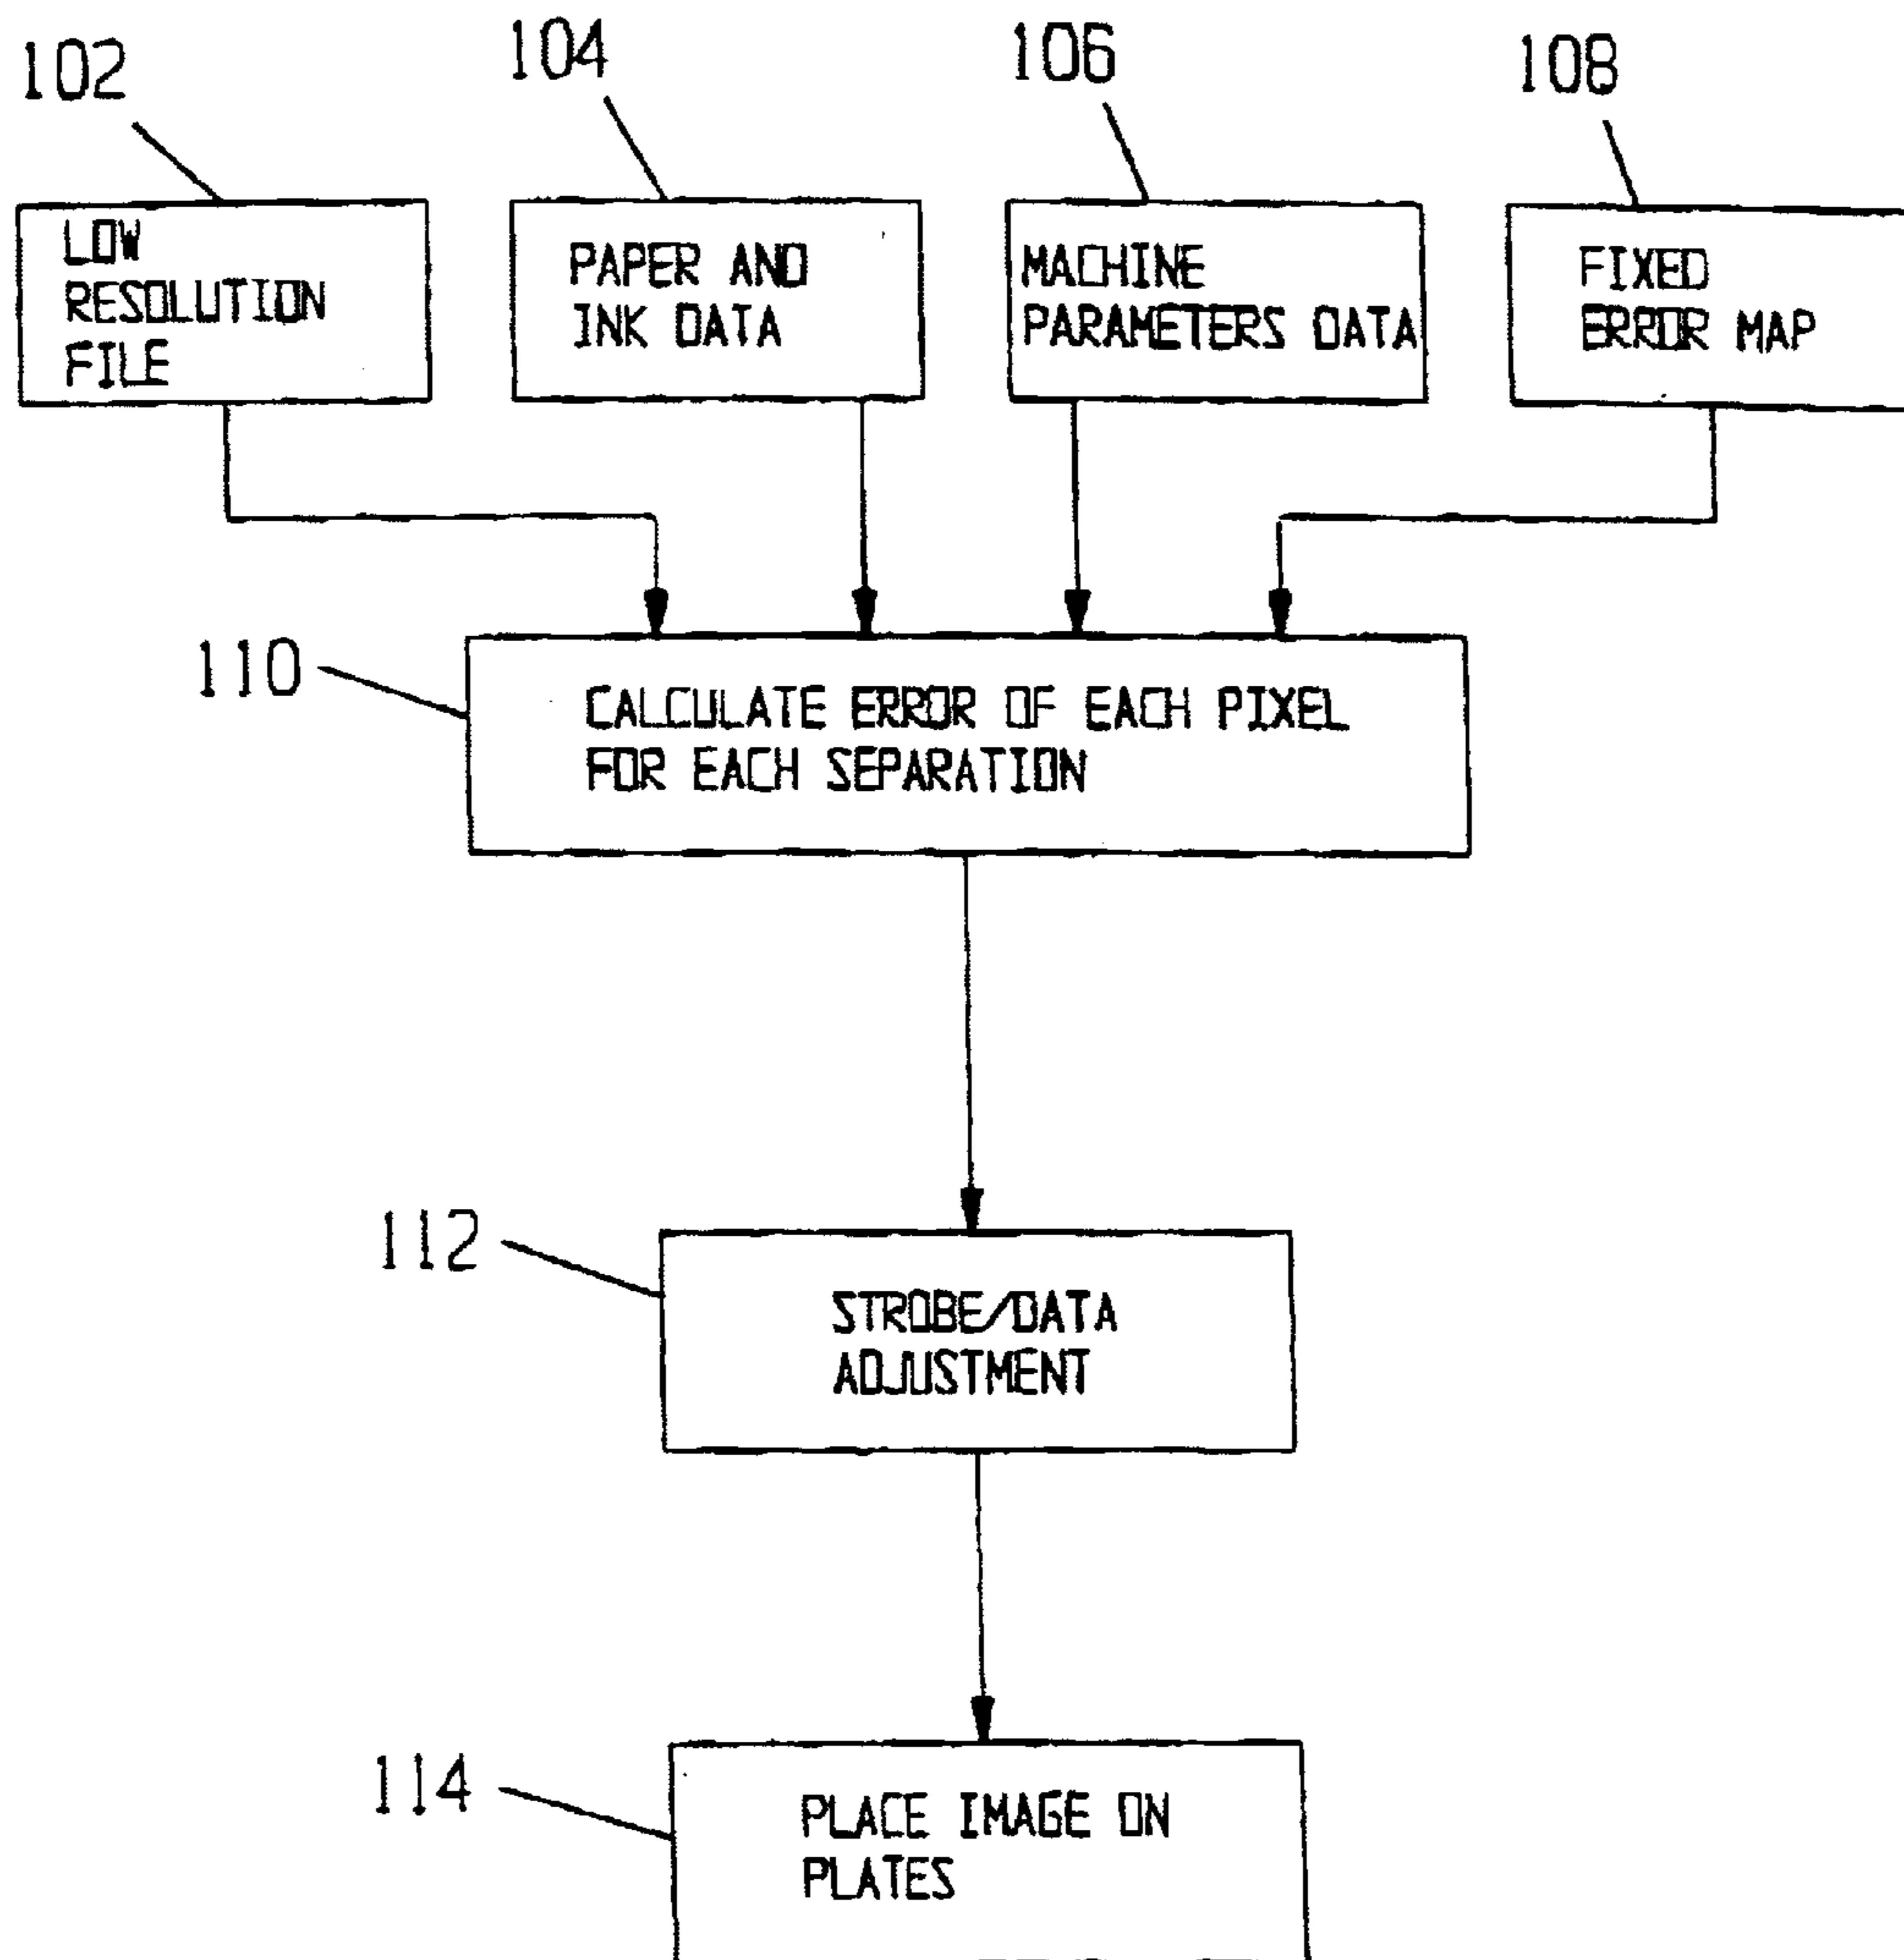 102
104
106
108
LOW
RESOLUTION
FILE
PAPER AND
INK DATA
MACHINE
PARAMETERS DATA
FIXED
ERROR MAP
110
CALCULATE ERROR OF EACH PIXEL
FOR EACH SEPARATION
112
STROBE/DATA
ADJUSTMENT
114
PLACE IMAGE ON
PLATES